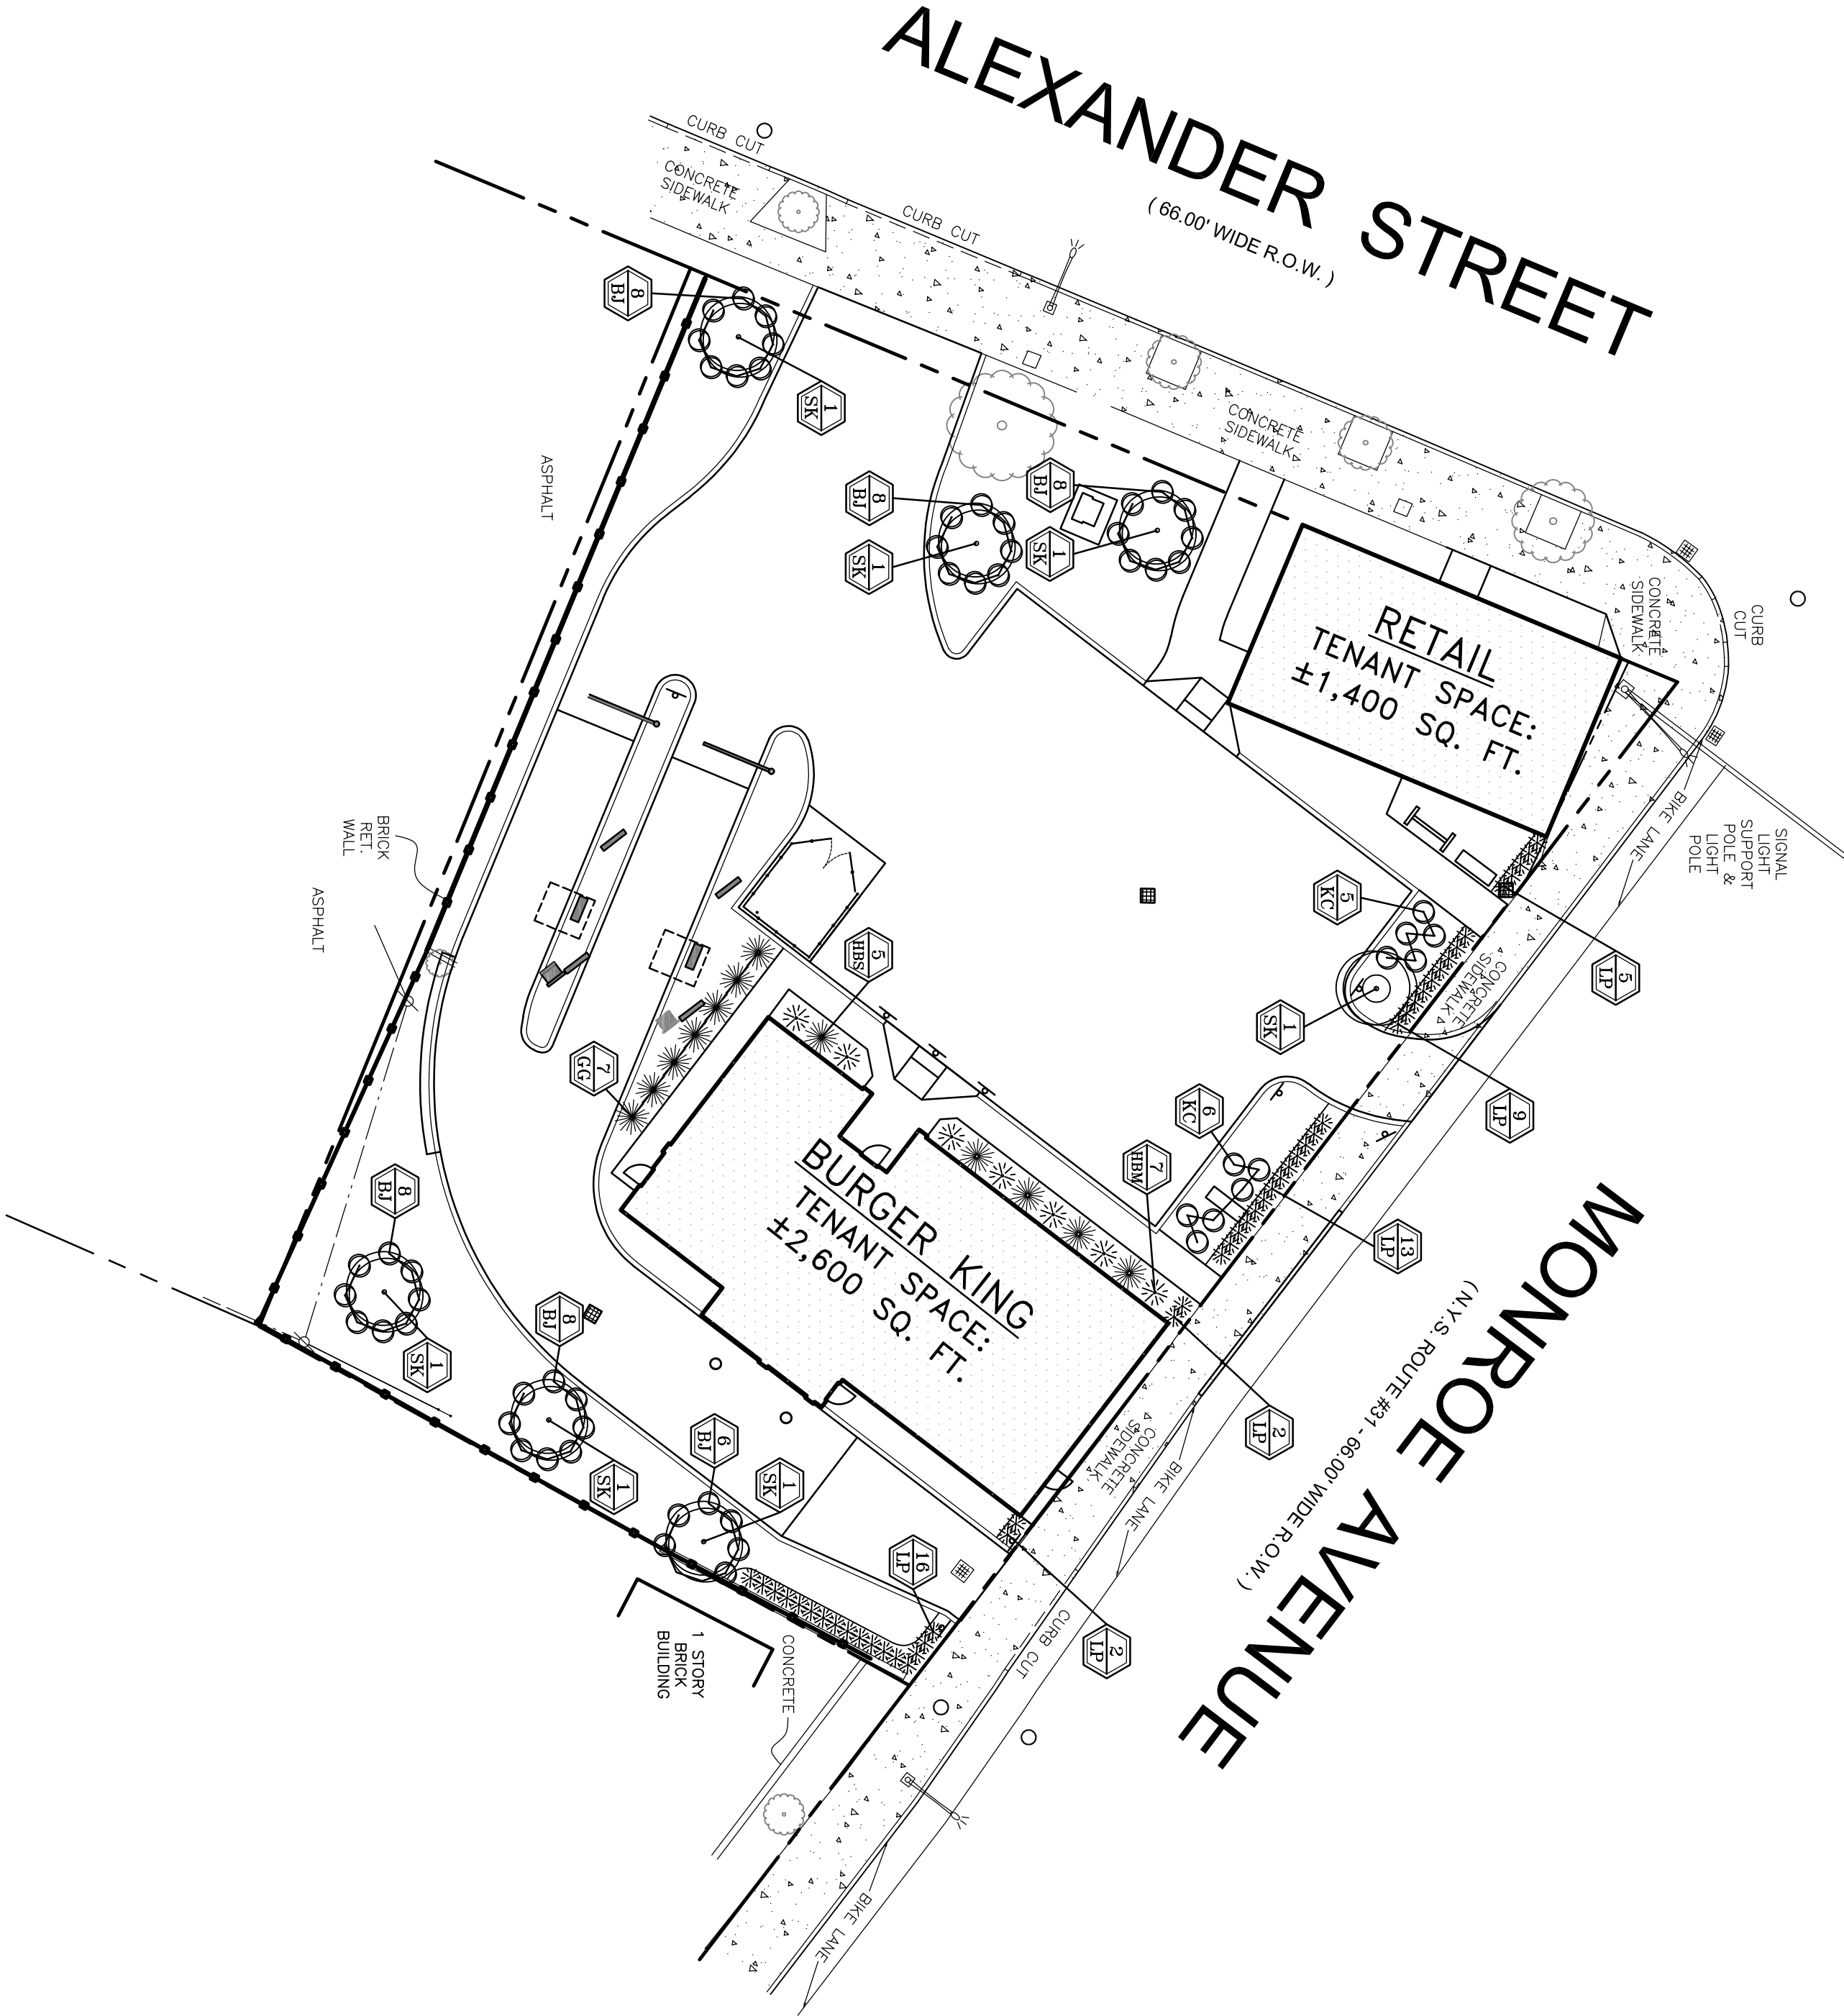 ALEXANDER STREET
( 66.00' WIDE R.O.W. )
CURB CUT
CONCRETE
SIDEWALK
CURB CUT
8
BJ
1
SK
ASPHALT
8
BJ
1
SK
8
BJ
1
SK
CONCRETE
SIDEWALK
RETAIL
TENANT SPACE:
±1,400 SQ. FT.
CONCRETE
SIDEWALK
CURB
CUT
BIKE LANE
SIGNAL
LIGHT
SUPPORT
POLE &
LIGHT
POLE
BRICK
RET.
WALL
ASPHALT
5
HBS
5
KC
5
LP
CONCRETE
SIDEWALK
1
SK
9
LP
7
GG
6
KC
7
HBM
13
LP
BURGER KING
TENANT SPACE:
±2,600 SQ. FT.
MONROE AVENUE
( N.Y.S. ROUTE #31 - 66.00' WIDE R.O.W. )
8
BJ
1
SK
8
BJ
1
SK
6
BJ
1
SK
2
LP
CONCRETE
SIDEWALK
BIKE LANE
16
LP
2
LP
CURB CUT
1 STORY
BRICK
BUILDING
CONCRETE
BIKE LANE